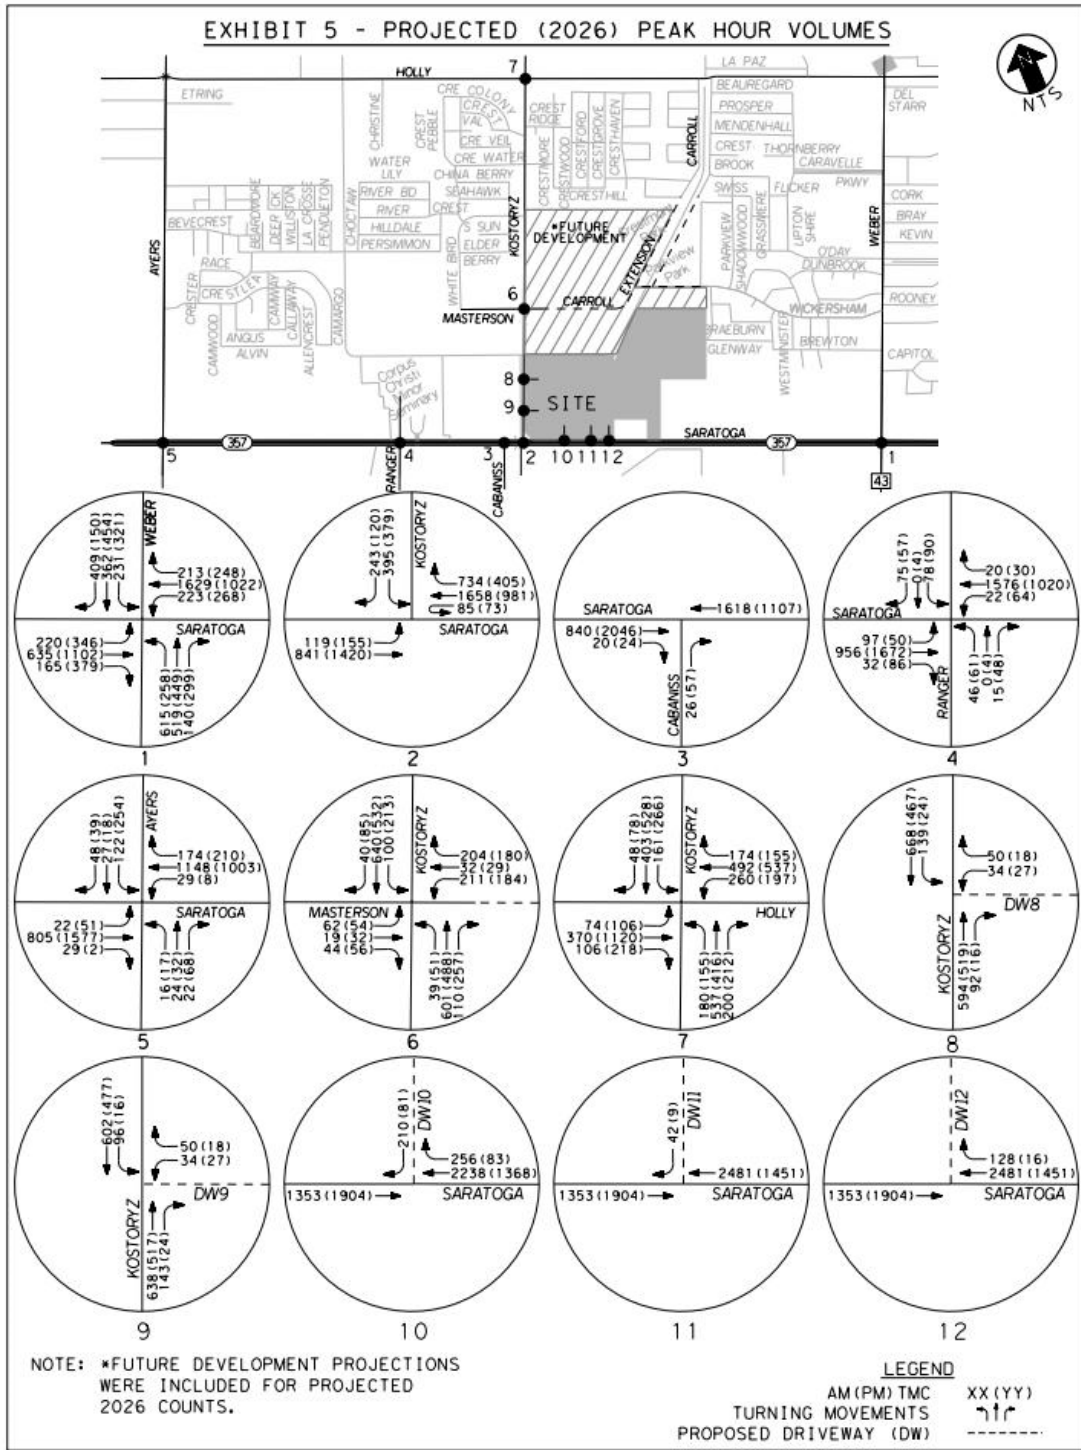 EXHIBIT 5 - PROJECTED (2026) PEAK HOUR VOLUMES
NTS
HOLLY
7
LA PAZ
ETRING
CHRISTINE
CREST PEBBLE
CRE COLONY
CREST VAL
CRE VEIL
CRE WATER
CREST RIDGE
CRESTMORE
CRESTWOOD
CRESTFORD
CRESTGROVE
CRESTHAVEN
CARROLL
BEAUREGARD
PROSPER
MENDENHALL
CREST BROOK
THORNBERRY
CARAVELLE
DEL STARR
WATER LILY
CHINA BERRY
RIVER BD
SEAHAWK
RIVER
CREST
HILLDALE
S SUN
PERSIMMON
ELDER BERRY
WHITE BIRD
CRESTHILL
SWISS
FLICKER
PKWY
CORK
BRAY
KEVIN
BEVECREST
BEARDMORE
DEER CK
WILLISTON
LA CROSSE
PENDLETON
CHOCTAW
KOSTORYZ
*FUTURE DEVELOPMENT
EXTENSION
Parkview Park
PARKVIEW
SHADOWWOOD
GRASSMERE
LIPTON
SHIRE
WEBER
O'DAY
DUNBROOK
AYERS
RACE
CRESTLEA
CRESTER
CAMWOOD
CAMWAY
CALLAWAY
ALLENCREST
CAMARGO
ANGUS
ALVIN
6
MASTERSON
CARROLL
WICKERSHAM
ROONEY
BRAEBURN
GLENWAY
WESTMINISTER
BREWTON
CAPITOL
Corpus Christi Minor Seminary
8
9
SITE
SARATOGA
357
357
5
RANGER
4
3
CABANISS
2
10
11
12
1
43
409(150)
362(454)
231(321)
WEBER
213(248)
1629(1022)
223(268)
SARATOGA
220(346)
635(1102)
165(379)
615(258)
519(449)
140(299)
1
243(120)
395(379)
KOSTORYZ
734(405)
1658(981)
85(73)
119(155)
841(1420)
SARATOGA
2
SARATOGA
1618(1107)
840(2046)
20(24)
CABANISS
26(57)
3
75(57)
0(4)
78(90)
20(30)
1576(1020)
22(64)
SARATOGA
97(50)
956(1672)
32(86)
RANGER
46(61)
0(4)
15(48)
4
48(39)
27(18)
122(254)
AYERS
174(210)
1148(1003)
29(8)
SARATOGA
22(51)
805(1577)
29(2)
16(17)
24(32)
22(68)
5
40(85)
640(532)
100(213)
KOSTORYZ
204(180)
32(29)
211(184)
MASTERSON
62(54)
19(32)
44(56)
39(51)
601(488)
110(257)
6
48(78)
403(528)
161(266)
KOSTORYZ
174(155)
492(537)
260(197)
HOLLY
74(106)
370(1120)
106(218)
180(155)
537(416)
200(212)
7
668(467)
139(24)
50(18)
34(27)
DW8
KOSTORYZ
594(519)
92(16)
8
602(477)
96(16)
50(18)
34(27)
DW9
KOSTORYZ
638(517)
143(24)
9
210(81)
DW10
256(83)
2238(1368)
1353(1904)
SARATOGA
10
42(9)
DW11
2481(1451)
1353(1904)
SARATOGA
11
DW12
128(16)
2481(1451)
1353(1904)
SARATOGA
12
NOTE: *FUTURE DEVELOPMENT PROJECTIONS
WERE INCLUDED FOR PROJECTED
2026 COUNTS.
LEGEND
AM(PM) TMC XX(YY)
TURNING MOVEMENTS
PROPOSED DRIVEWAY (DW)